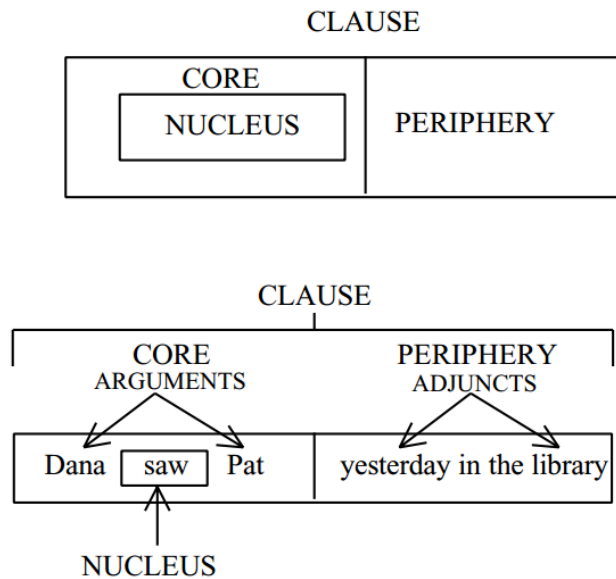 CLAUSE
CORE
NUCLEUS
PERIPHERY
CLAUSE
CORE PERIPHERY
ARGUMENTS ADJUNCTS
Dana saw Pat yesterday in the library
NUCLEUS